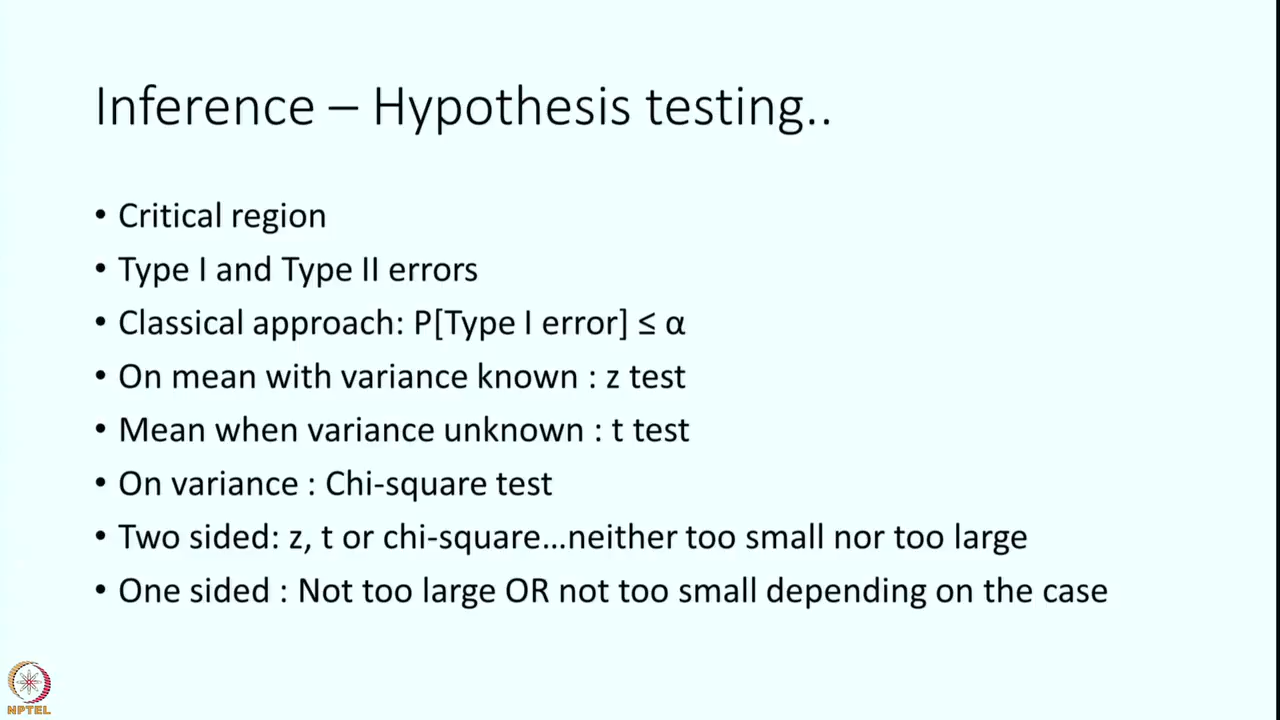 Inference – Hypothesis testing..
• Critical region
• Type I and Type II errors
• Classical approach: P[Type I error] ≤ α
• On mean with variance known : z test
• Mean when variance unknown : t test
• On variance : Chi-square test
• Two sided: z, t or chi-square…neither too small nor too large
• One sided : Not too large OR not too small depending on the case
NPTEL